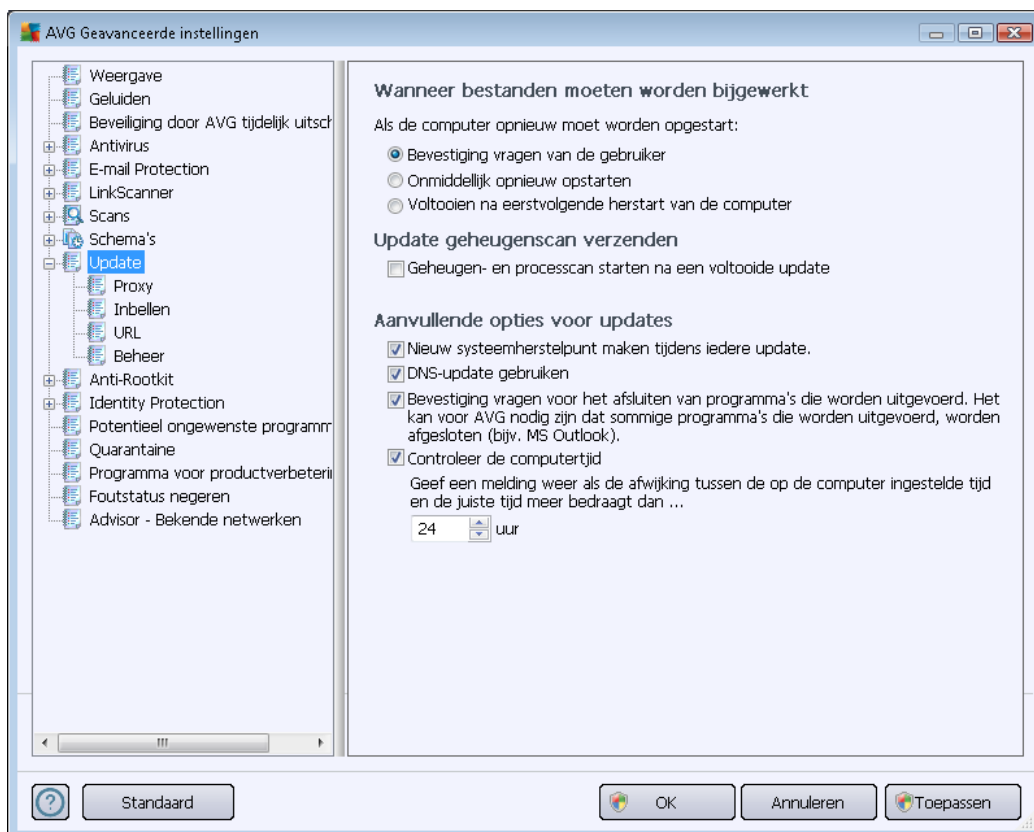 AVG Geavanceerde instellingen
Weergave
Geluiden
Beveiliging door AVG tijdelijk uitsch
Antivirus
E-mail Protection
LinkScanner
Scans
Schema's
Update
Proxy
Inbellen
URL
Beheer
Anti-Rootkit
Identity Protection
Potentieel ongewenste programm
Quarantaine
Programma voor productverbeterin
Foutstatus negeren
Advisor - Bekende netwerken
Wanneer bestanden moeten worden bijgewerkt
Als de computer opnieuw moet worden opgestart:
Bevestiging vragen van de gebruiker
Onmiddellijk opnieuw opstarten
Voltooien na eerstvolgende herstart van de computer
Update geheugenscan verzenden
Geheugen- en processcan starten na een voltooide update
Aanvullende opties voor updates
Nieuw systeemherstelpunt maken tijdens iedere update.
DNS-update gebruiken
Bevestiging vragen voor het afsluiten van programma's die worden uitgevoerd. Het
kan voor AVG nodig zijn dat sommige programma's die worden uitgevoerd, worden
afgesloten (bijv. MS Outlook).
Controleer de computertijd
Geef een melding weer als de afwijking tussen de op de computer ingestelde tijd
en de juiste tijd meer bedraagt dan ...
24 uur
? Standaard OK Annuleren Toepassen